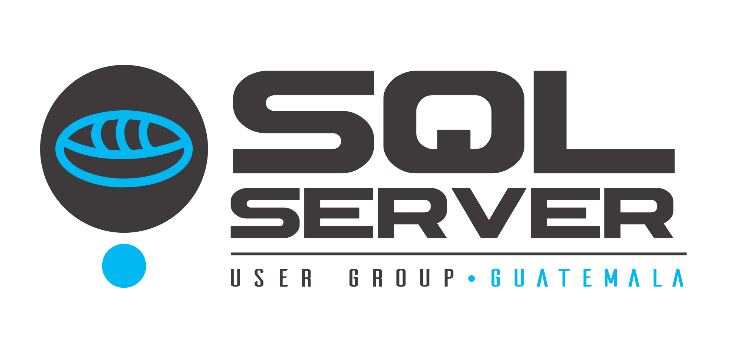 SQL
SERVER
USER GROUP • GUATEMALA